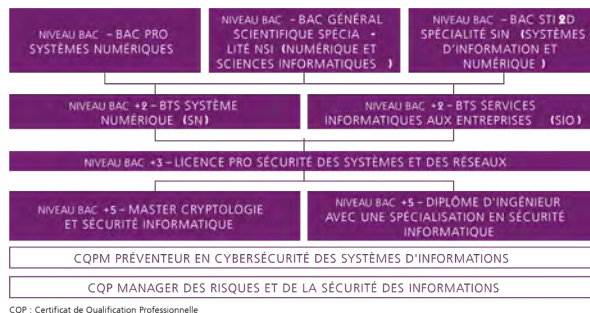 NIVEAU BAC – BAC PRO
SYSTÈMES NUMÉRIQUES
NIVEAU BAC – BAC GÉNÉRAL
SCIENTIFIQUE SPÉCIA -
LITÉ NSI (NUMÉRIQUE ET
SCIENCES INFORMATIQUES )
NIVEAU BAC – BAC STI2D
SPÉCIALITÉ SIN (SYSTÈMES
D'INFORMATION ET
NUMÉRIQUE )
NIVEAU BAC +2 – BTS SYSTÈME
NUMÉRIQUE (SN)
NIVEAU BAC +2 – BTS SERVICES
INFORMATIQUES AUX ENTREPRISES (SIO)
NIVEAU BAC +3 – LICENCE PRO SÉCURITÉ DES SYSTÈMES ET DES RÉSEAUX
NIVEAU BAC +5 – MASTER CRYPTOLOGIE
ET SÉCURITÉ INFORMATIQUE
NIVEAU BAC +5 – DIPLÔME D'INGÉNIEUR
AVEC UNE SPÉCIALISATION EN SÉCURITÉ
INFORMATIQUE
CQPM PRÉVENTEUR EN CYBERSÉCURITÉ DES SYSTÈMES D'INFORMATIONS
CQP MANAGER DES RISQUES ET DE LA SÉCURITÉ DES INFORMATIONS
CQP : Certificat de Qualification Professionnelle